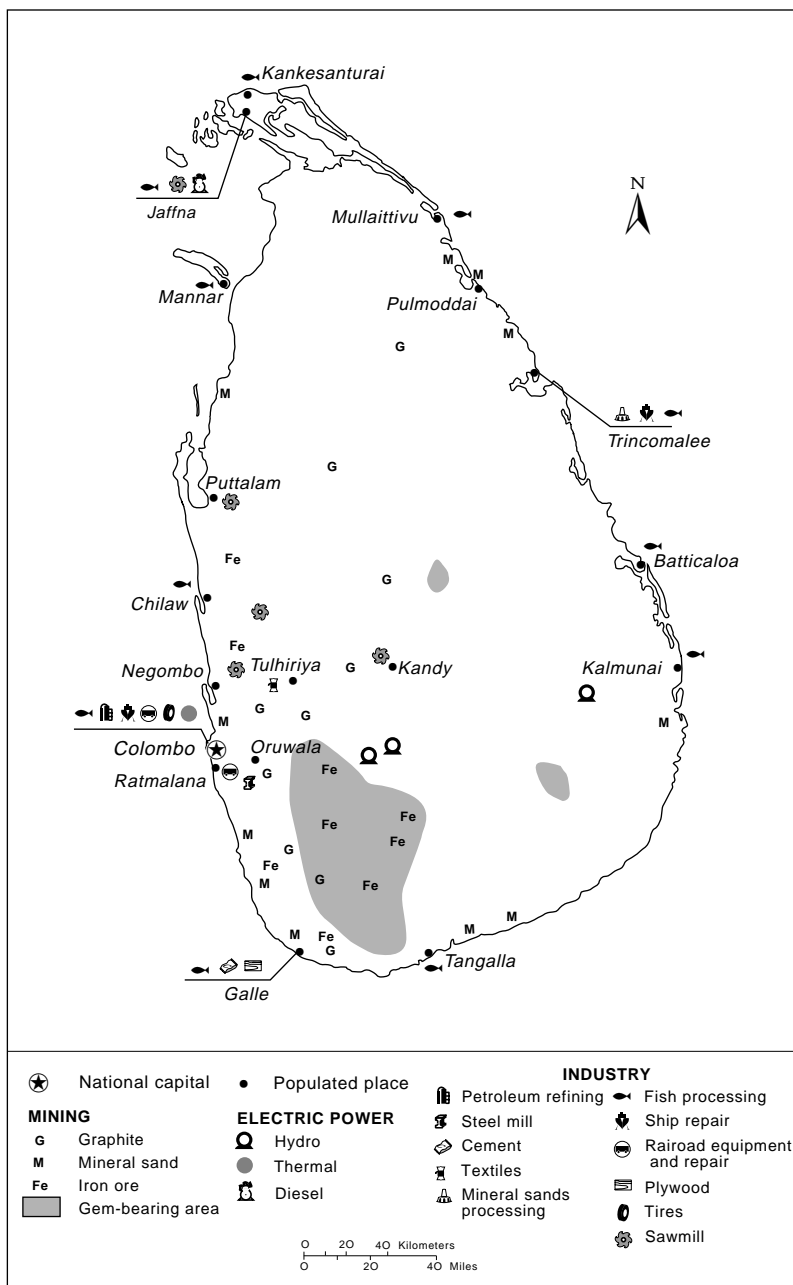 Kankesanturai
Jaffna
Mullaittivu
N
M
M
Mannar
Pulmoddai
M
G
M
Trincomalee
G
Puttalam
Fe
Batticaloa
G
Chilaw
Fe
Tulhiriya
G
Kandy
Kalmunai
Negombo
G
G
M
M
Colombo
Oruwala
Ratmalana
G
Fe
Fe
Fe
M
Fe
G
Fe
M
G
Fe
M
Fe
M
M
G
Tangalla
Galle
National capital
Populated place
MINING
G Graphite
M Mineral sand
Fe Iron ore
Gem-bearing area
ELECTRIC POWER
Hydro
Thermal
Diesel
INDUSTRY
Petroleum refining
Steel mill
Cement
Textiles
Mineral sands
processing
Fish processing
Ship repair
Rairoad equipment
and repair
Plywood
Tires
Sawmill
0 20 40 Kilometers
0 20 40 Miles